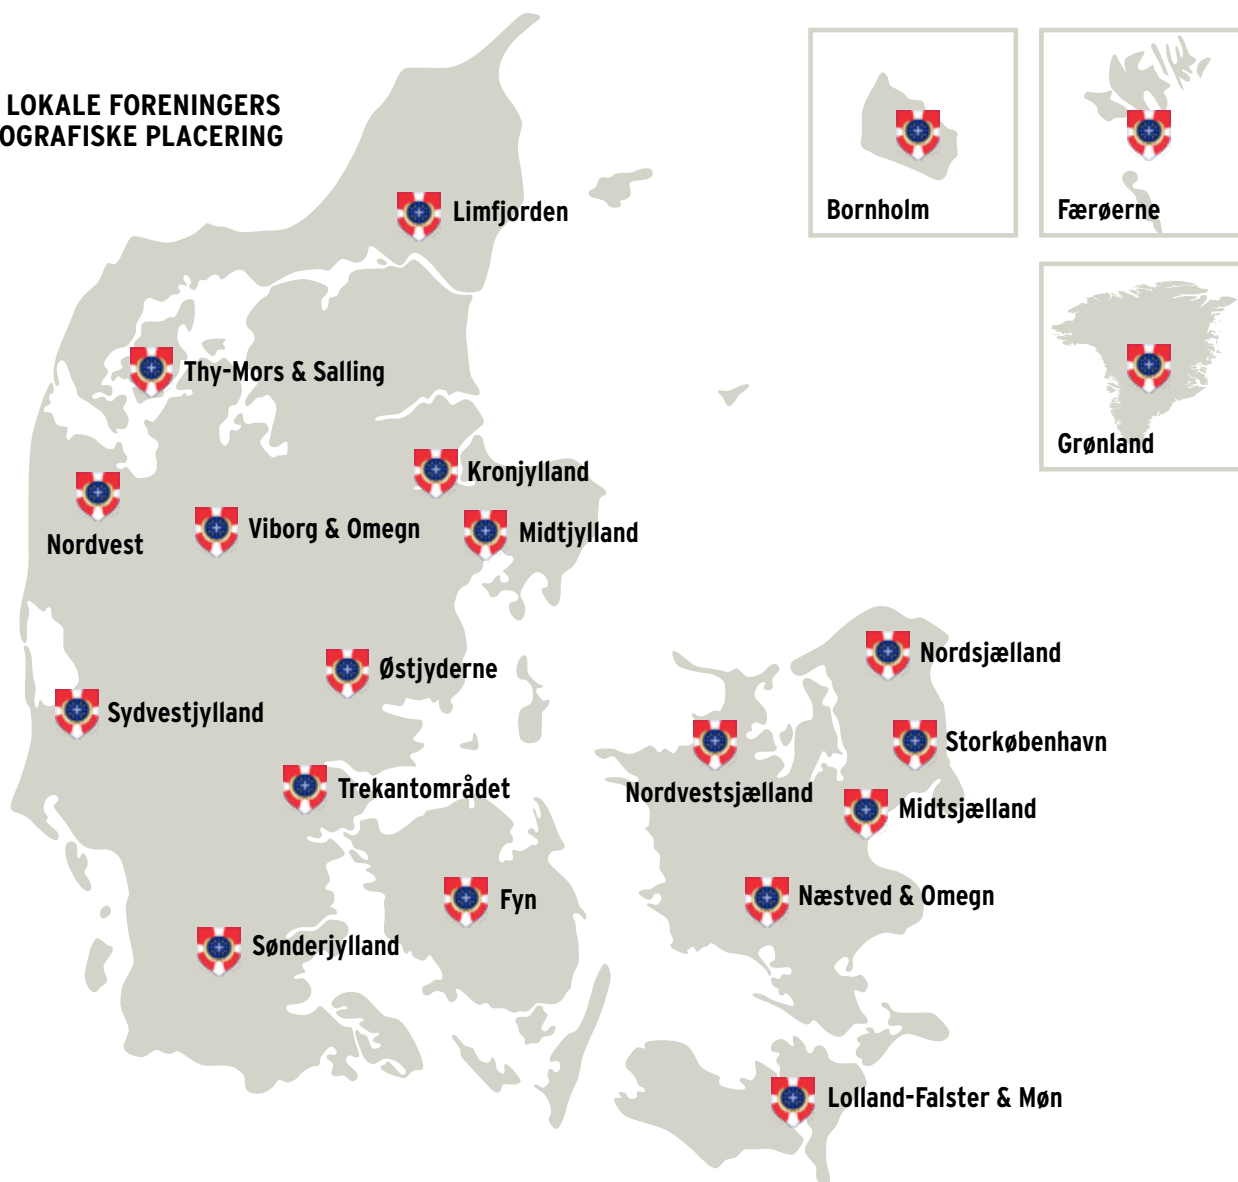 LOKALE FORENINGERS
OGRAFISKE PLACERING
Bornholm
Færøerne
Limfjorden
Grønland
Thy-Mors & Salling
Kronjylland
Nordvest
Viborg & Omegn
Midtjylland
Østjyderne
Nordsjælland
Sydvestjylland
Storkøbenhavn
Trekantområdet
Nordvestsjælland
Midtsjælland
Fyn
Næstved & Omegn
Sønderjylland
Lolland-Falster & Møn